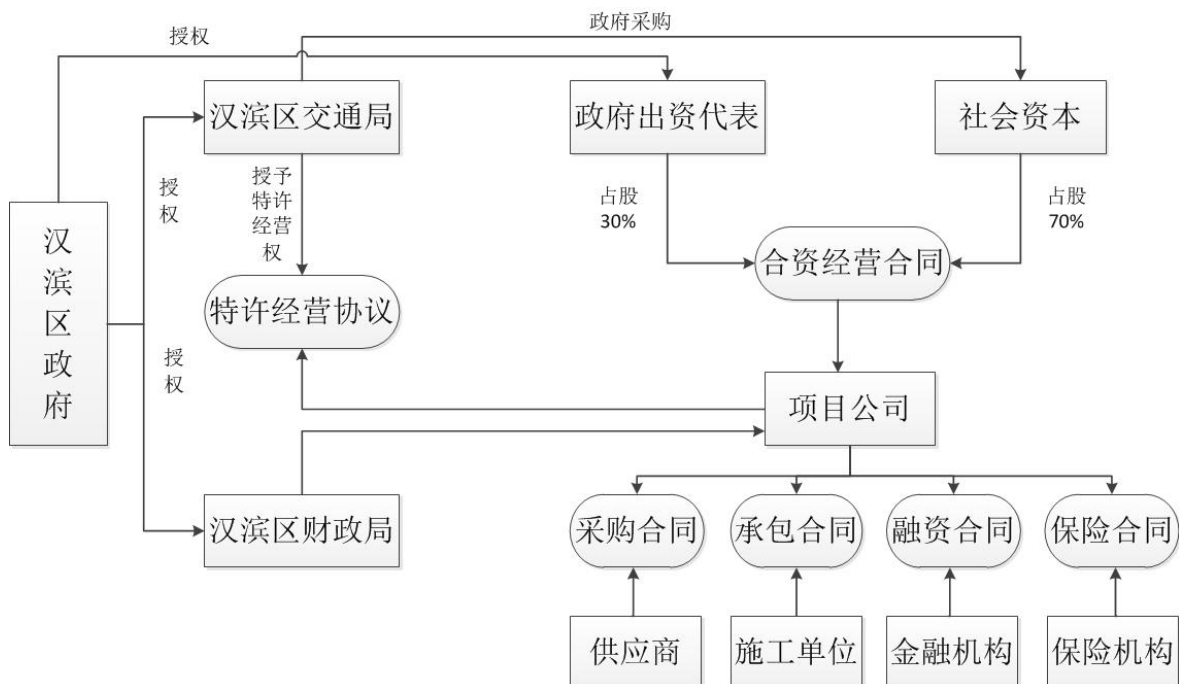 政府采购
授权
汉滨区交通局
政府出资代表
社会资本
授
权
授予
特许
经营
权
占股
30%
占股
70%
汉
滨
区
政
府
合资经营合同
特许经营协议
授
权
项目公司
汉滨区财政局
采购合同
承包合同
融资合同
保险合同
供应商
施工单位
金融机构
保险机构